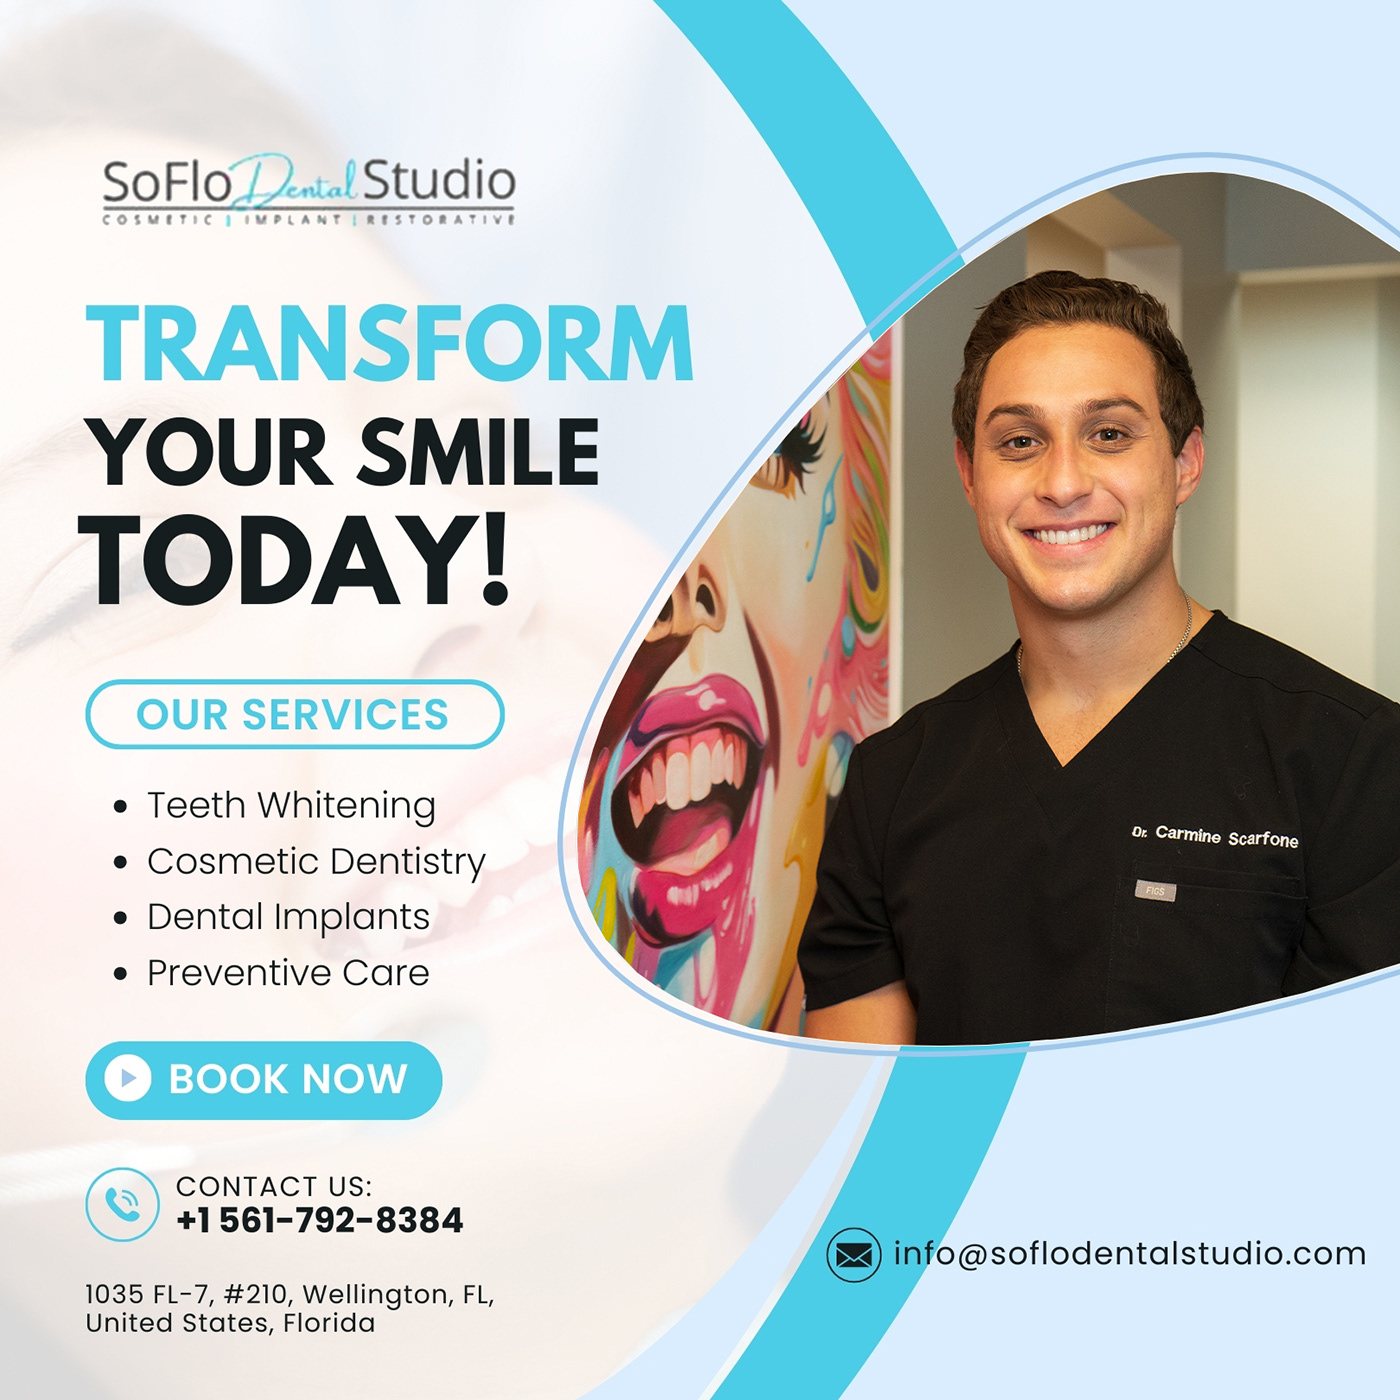 SoFlo Dental Studio
COSMETIC | IMPLANT | RESTORATIVE
TRANSFORM
YOUR SMILE
TODAY!
OUR SERVICES
• Teeth Whitening
• Cosmetic Dentistry
• Dental Implants
• Preventive Care
BOOK NOW
CONTACT US:
+1 561-792-8384
1035 FL-7, #210, Wellington, FL,
United States, Florida
Dr. Carmine Scarfone
FIGS
info@soflodentalstudio.com